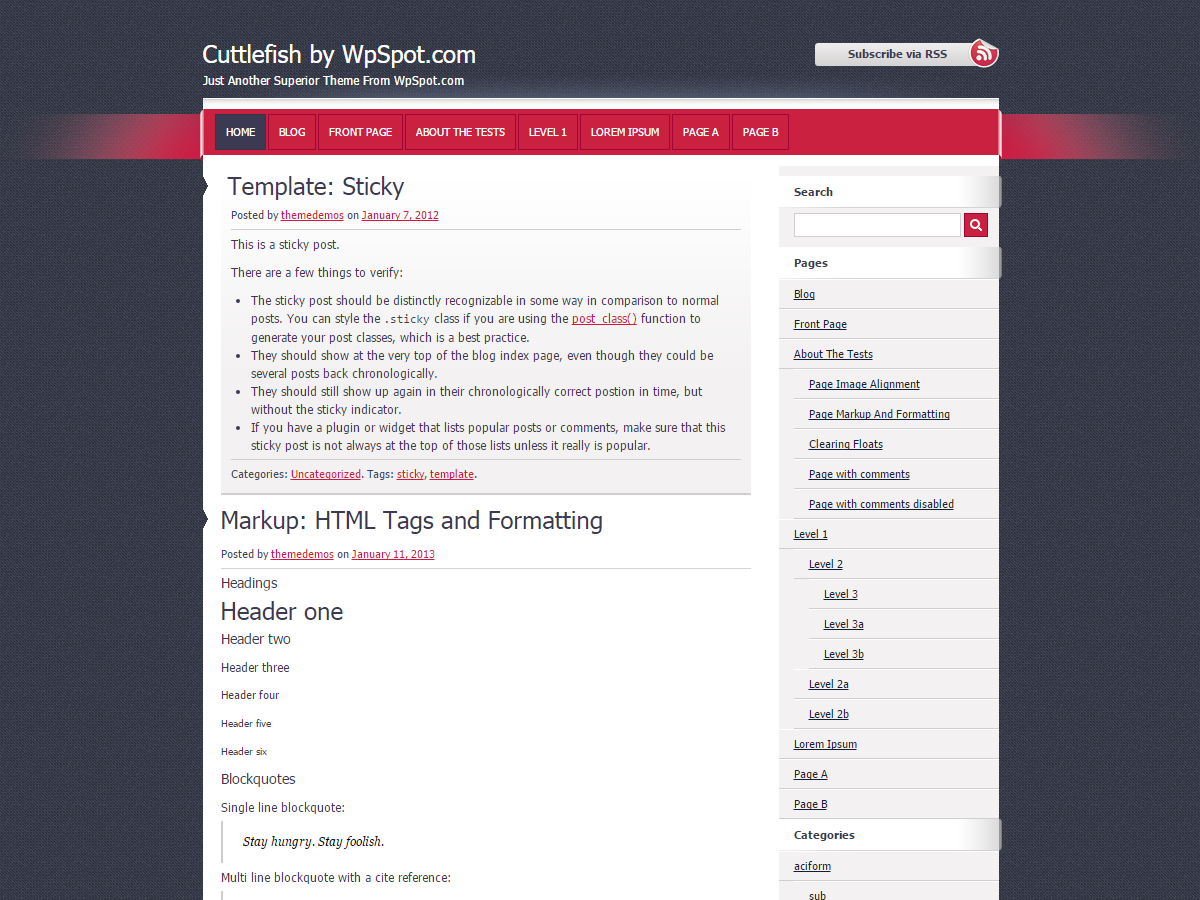 Cuttlefish by WpSpot.com
Just Another Superior Theme From WpSpot.com
Subscribe via RSS
HOME BLOG FRONT PAGE ABOUT THE TESTS LEVEL 1 LOREM IPSUM PAGE A PAGE B
Template: Sticky
Posted by themedemos on January 7, 2012
This is a sticky post.
There are a few things to verify:
The sticky post should be distinctly recognizable in some way in comparison to normal
posts. You can style the .sticky class if you are using the post_class() function to
generate your post classes, which is a best practice.
They should show at the very top of the blog index page, even though they could be
several posts back chronologically.
They should still show up again in their chronologically correct postion in time, but
without the sticky indicator.
If you have a plugin or widget that lists popular posts or comments, make sure that this
sticky post is not always at the top of those lists unless it really is popular.
Categories: Uncategorized. Tags: sticky, template.
Markup: HTML Tags and Formatting
Posted by themedemos on January 11, 2013
Headings
Header one
Header two
Header three
Header four
Header five
Header six
Blockquotes
Single line blockquote:
Stay hungry. Stay foolish.
Multi line blockquote with a cite reference:
Search
Pages
Blog
Front Page
About The Tests
Page Image Alignment
Page Markup And Formatting
Clearing Floats
Page with comments
Page with comments disabled
Level 1
Level 2
Level 3
Level 3a
Level 3b
Level 2a
Level 2b
Lorem Ipsum
Page A
Page B
Categories
aciform
sub